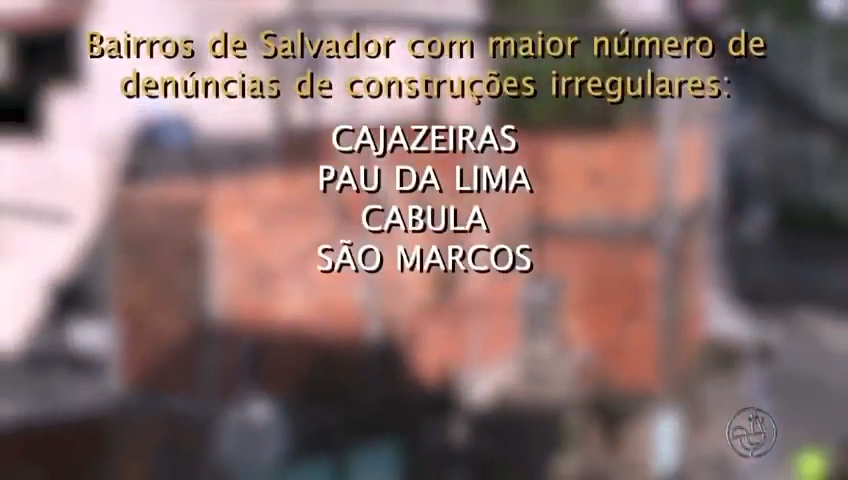 Bairros de Salvador com maior número de
denúncias de construções irregulares:
CAJAZEIRAS
PAU DA LIMA
CABULA
SÃO MARCOS